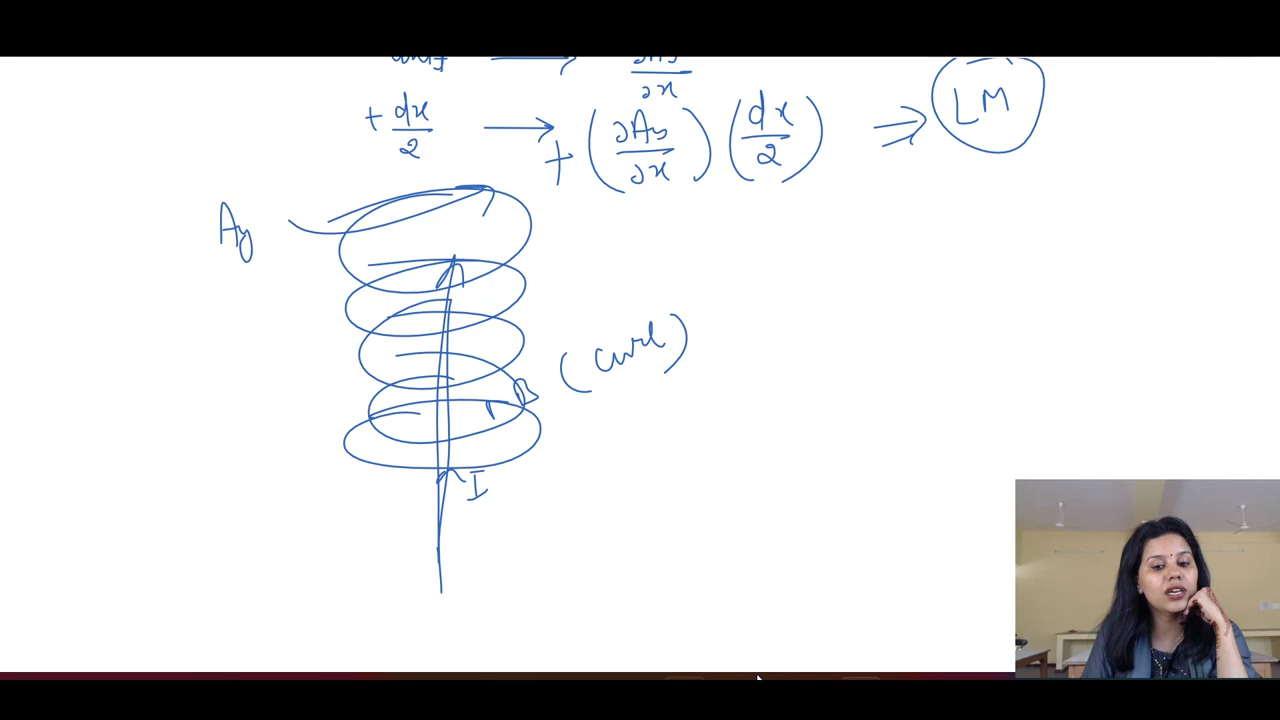 ∂x
+ dx/2 → + (∂Ay/∂x) (dx/2) ⇒ LM
Ay
B (curl)
I